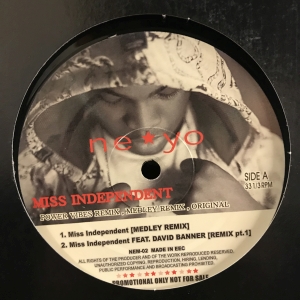 ne★yo
SIDE A
33 1/3 RPM
MISS INDEPENDENT
POWER VIBES REMIX , MEDLEY REMIX , ORIGINAL
1. Miss Independent [MEDLEY REMIX]
2. Miss Independent FEAT. DAVID BANNER [REMIX pt.1]
NEM-02 MADE IN EEC
ALL RIGHTS OF THE PRODUCER AND OF THE WORK REPRODUCED RESERVED.
UNAUTHORIZED COPYING, REPRODUCTION, HIRING, LENDING,
PUBLIC PERFORMANCE AND BROADCASTING PROHIBITED.
PROMOTIONAL ONLY NOT FOR SALE